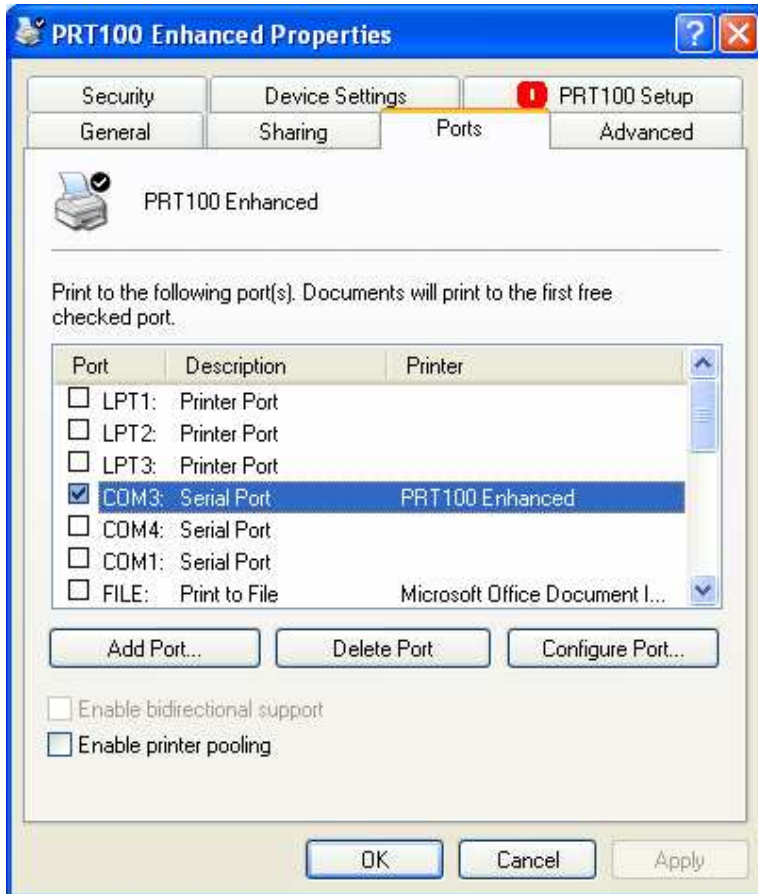 PRT100 Enhanced Properties
Security Device Settings PRT100 Setup
General Sharing Ports Advanced
PRT100 Enhanced
Print to the following port(s). Documents will print to the first free
checked port.
Port Description Printer
LPT1: Printer Port
LPT2: Printer Port
LPT3: Printer Port
COM3: Serial Port PRT100 Enhanced
COM4: Serial Port
COM1: Serial Port
FILE: Print to File Microsoft Office Document I...
Add Port... Delete Port Configure Port...
Enable bidirectional support
Enable printer pooling
OK Cancel Apply